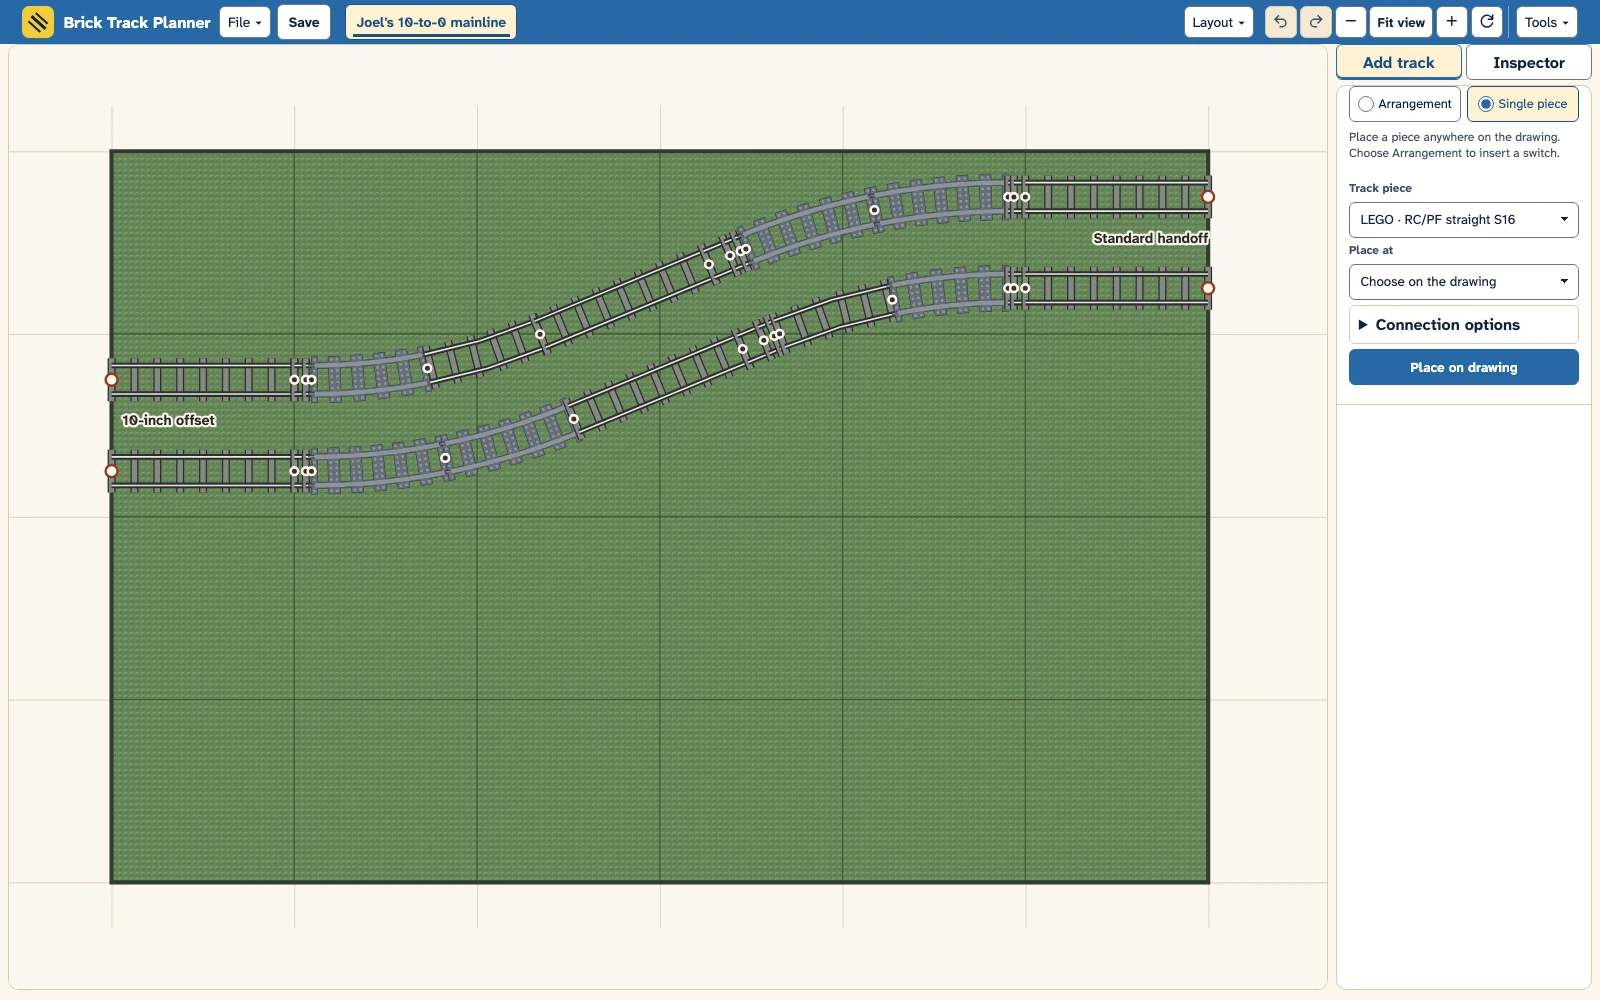 Brick Track Planner
File
Save
Joel's 10-to-0 mainline
Layout
Fit view
Tools
Add track
Inspector
Arrangement
Single piece
Place a piece anywhere on the drawing.
Choose Arrangement to insert a switch.
Track piece
LEGO · RC/PF straight S16
Place at
Choose on the drawing
Connection options
Place on drawing
Standard handoff
10-inch offset